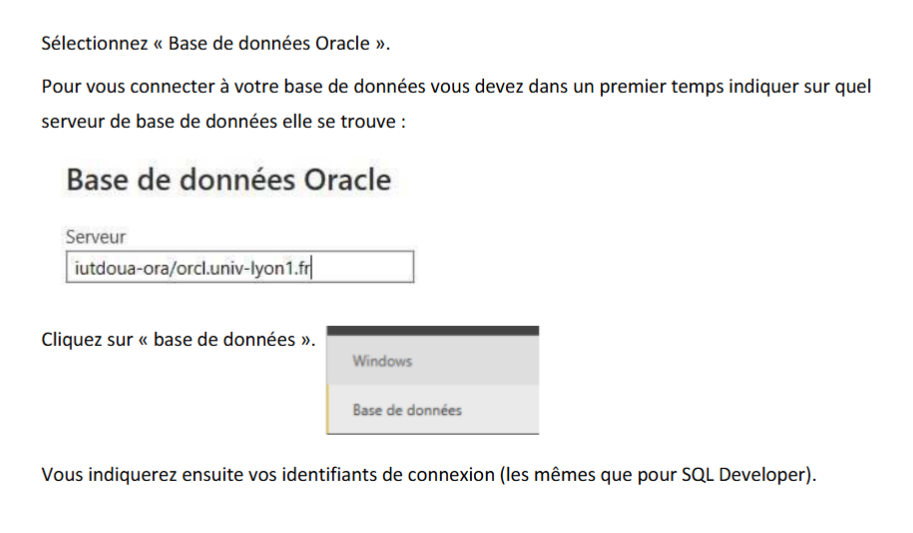 Sélectionnez « Base de données Oracle ».
Pour vous connecter à votre base de données vous devez dans un premier temps indiquer sur quel
serveur de base de données elle se trouve :
Base de données Oracle
Serveur
iutdoua-ora/orcl.univ-lyon1.fr
Cliquez sur « base de données ».
Windows
Base de données
Vous indiquerez ensuite vos identifiants de connexion (les mêmes que pour SQL Developer).